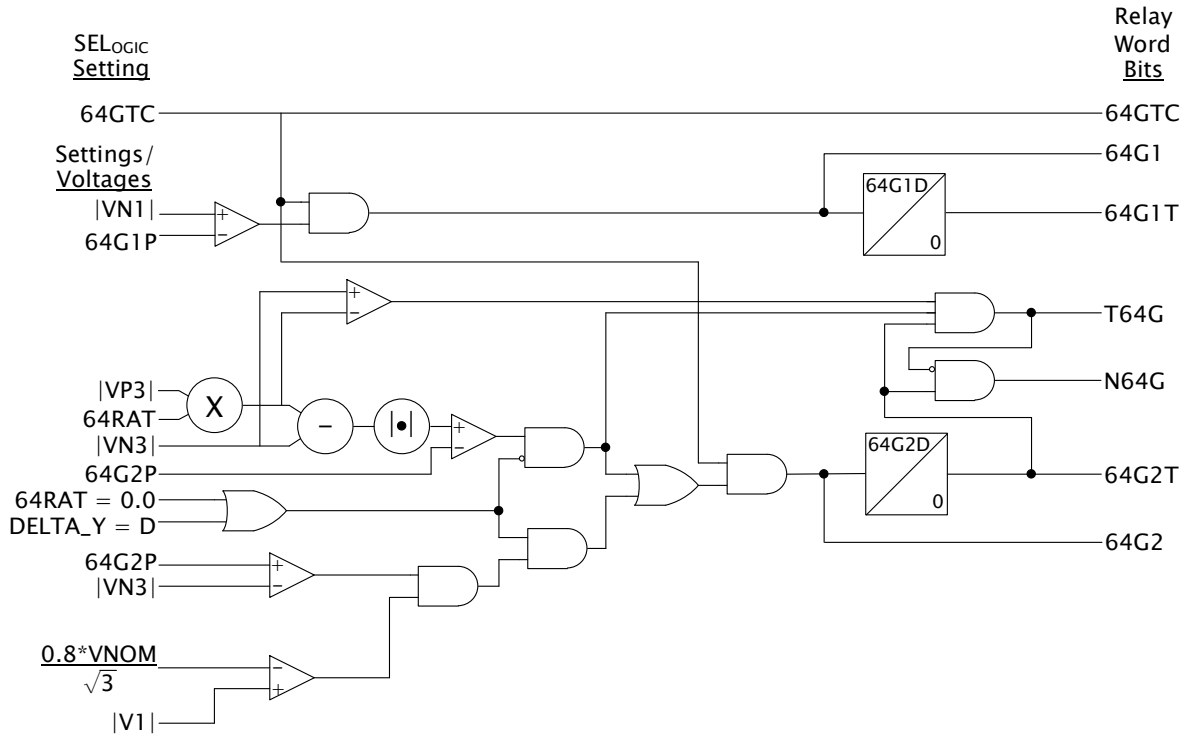 SELOGIC
Setting
Relay
Word
Bits
64GTC
64GTC
Settings/
Voltages
64G1
|VN1|
+
64G1P
−
64G1D
0
64G1T
+
−
T64G
|VP3|
64RAT
X
N64G
|VN3|
−
|•|
+
−
64G2P
64G2D
0
64G2T
64RAT = 0.0
DELTA_Y = D
64G2
64G2P
+
|VN3|
−
0.8*VNOM
√3
−
+
|V1|